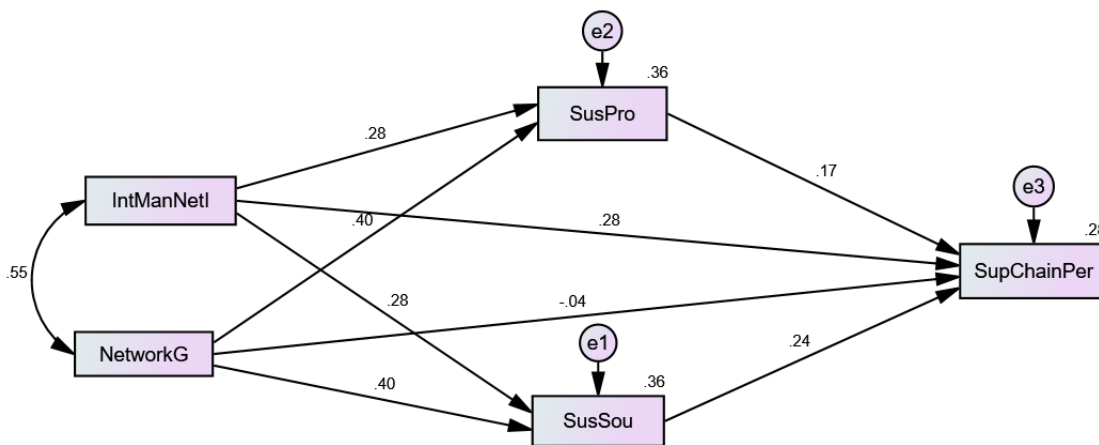 e2
.36
SusPro
.28
.17
IntManNetI
e3
.40
.28
.28
SupChainPer
.55
.28
-.04
NetworkG
e1
.24
.40
.36
SusSou